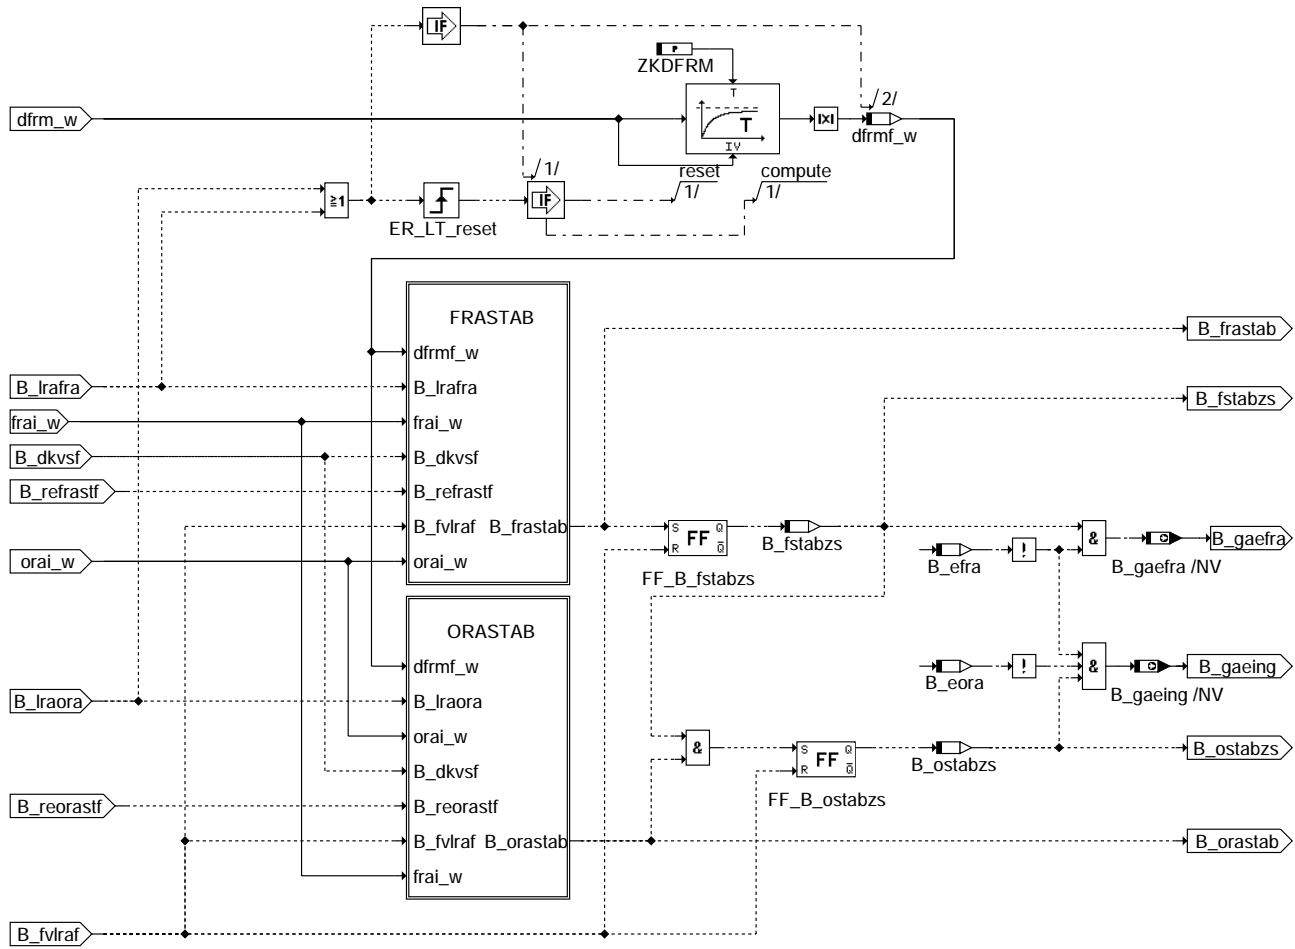 IF
P
ZKDFRM
T
2/
dfrm_w
T
|X|
dfrmf_w
IV
1/
reset
compute
≥1
IF
1/
1/
ER_LT_reset
FRASTAB
B_frastab
dfrmf_w
B_lrafra
B_lrafra
B_fstabzs
frai_w
frai_w
B_dkvsf
B_dkvsf
B_refrastf
B_refrastf
B_fvlraf
B_frastab
S
Q
FF
R
Q
B_fstabzs
FF_B_fstabzs
&
B_gaefra
B_efra
!
B_gaefra /NV
orai_w
orai_w
ORASTAB
dfrmf_w
B_eora
!
&
B_gaeing
B_gaeing /NV
B_lraora
B_lraora
orai_w
&
S
Q
FF
R
Q
B_ostabzs
B_ostabzs
FF_B_ostabzs
B_dkvsf
B_reorastf
B_reorastf
B_fvlraf
B_orastab
B_orastab
frai_w
B_fvlraf